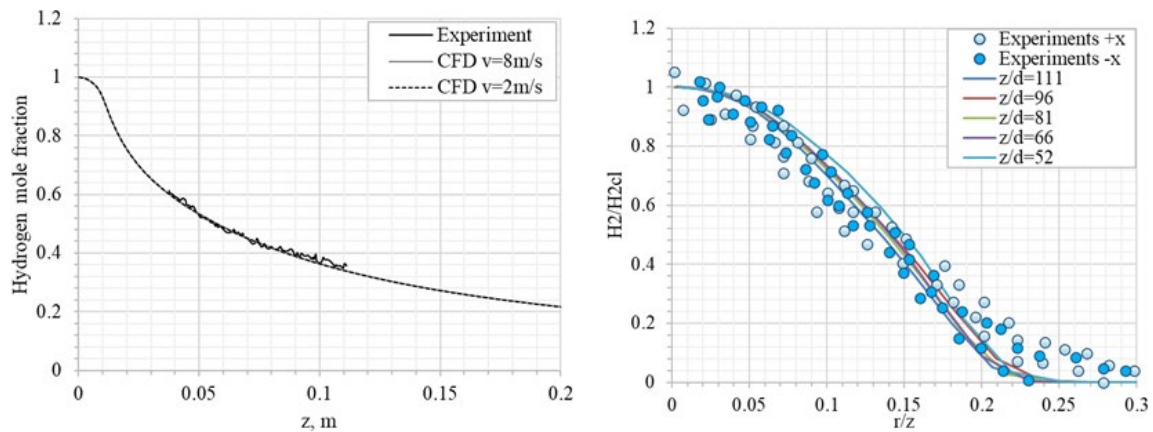 1.2
1
0.8
0.6
0.4
0.2
0
Hydrogen mole fraction
Experiment
CFD v=8m/s
CFD v=2m/s
0 0.05 0.1 0.15 0.2
z, m
1.2
1
0.8
0.6
0.4
0.2
0
H2/H2cl
Experiments +x
Experiments -x
z/d=111
z/d=96
z/d=81
z/d=66
z/d=52
0 0.05 0.1 0.15 0.2 0.25 0.3
r/z